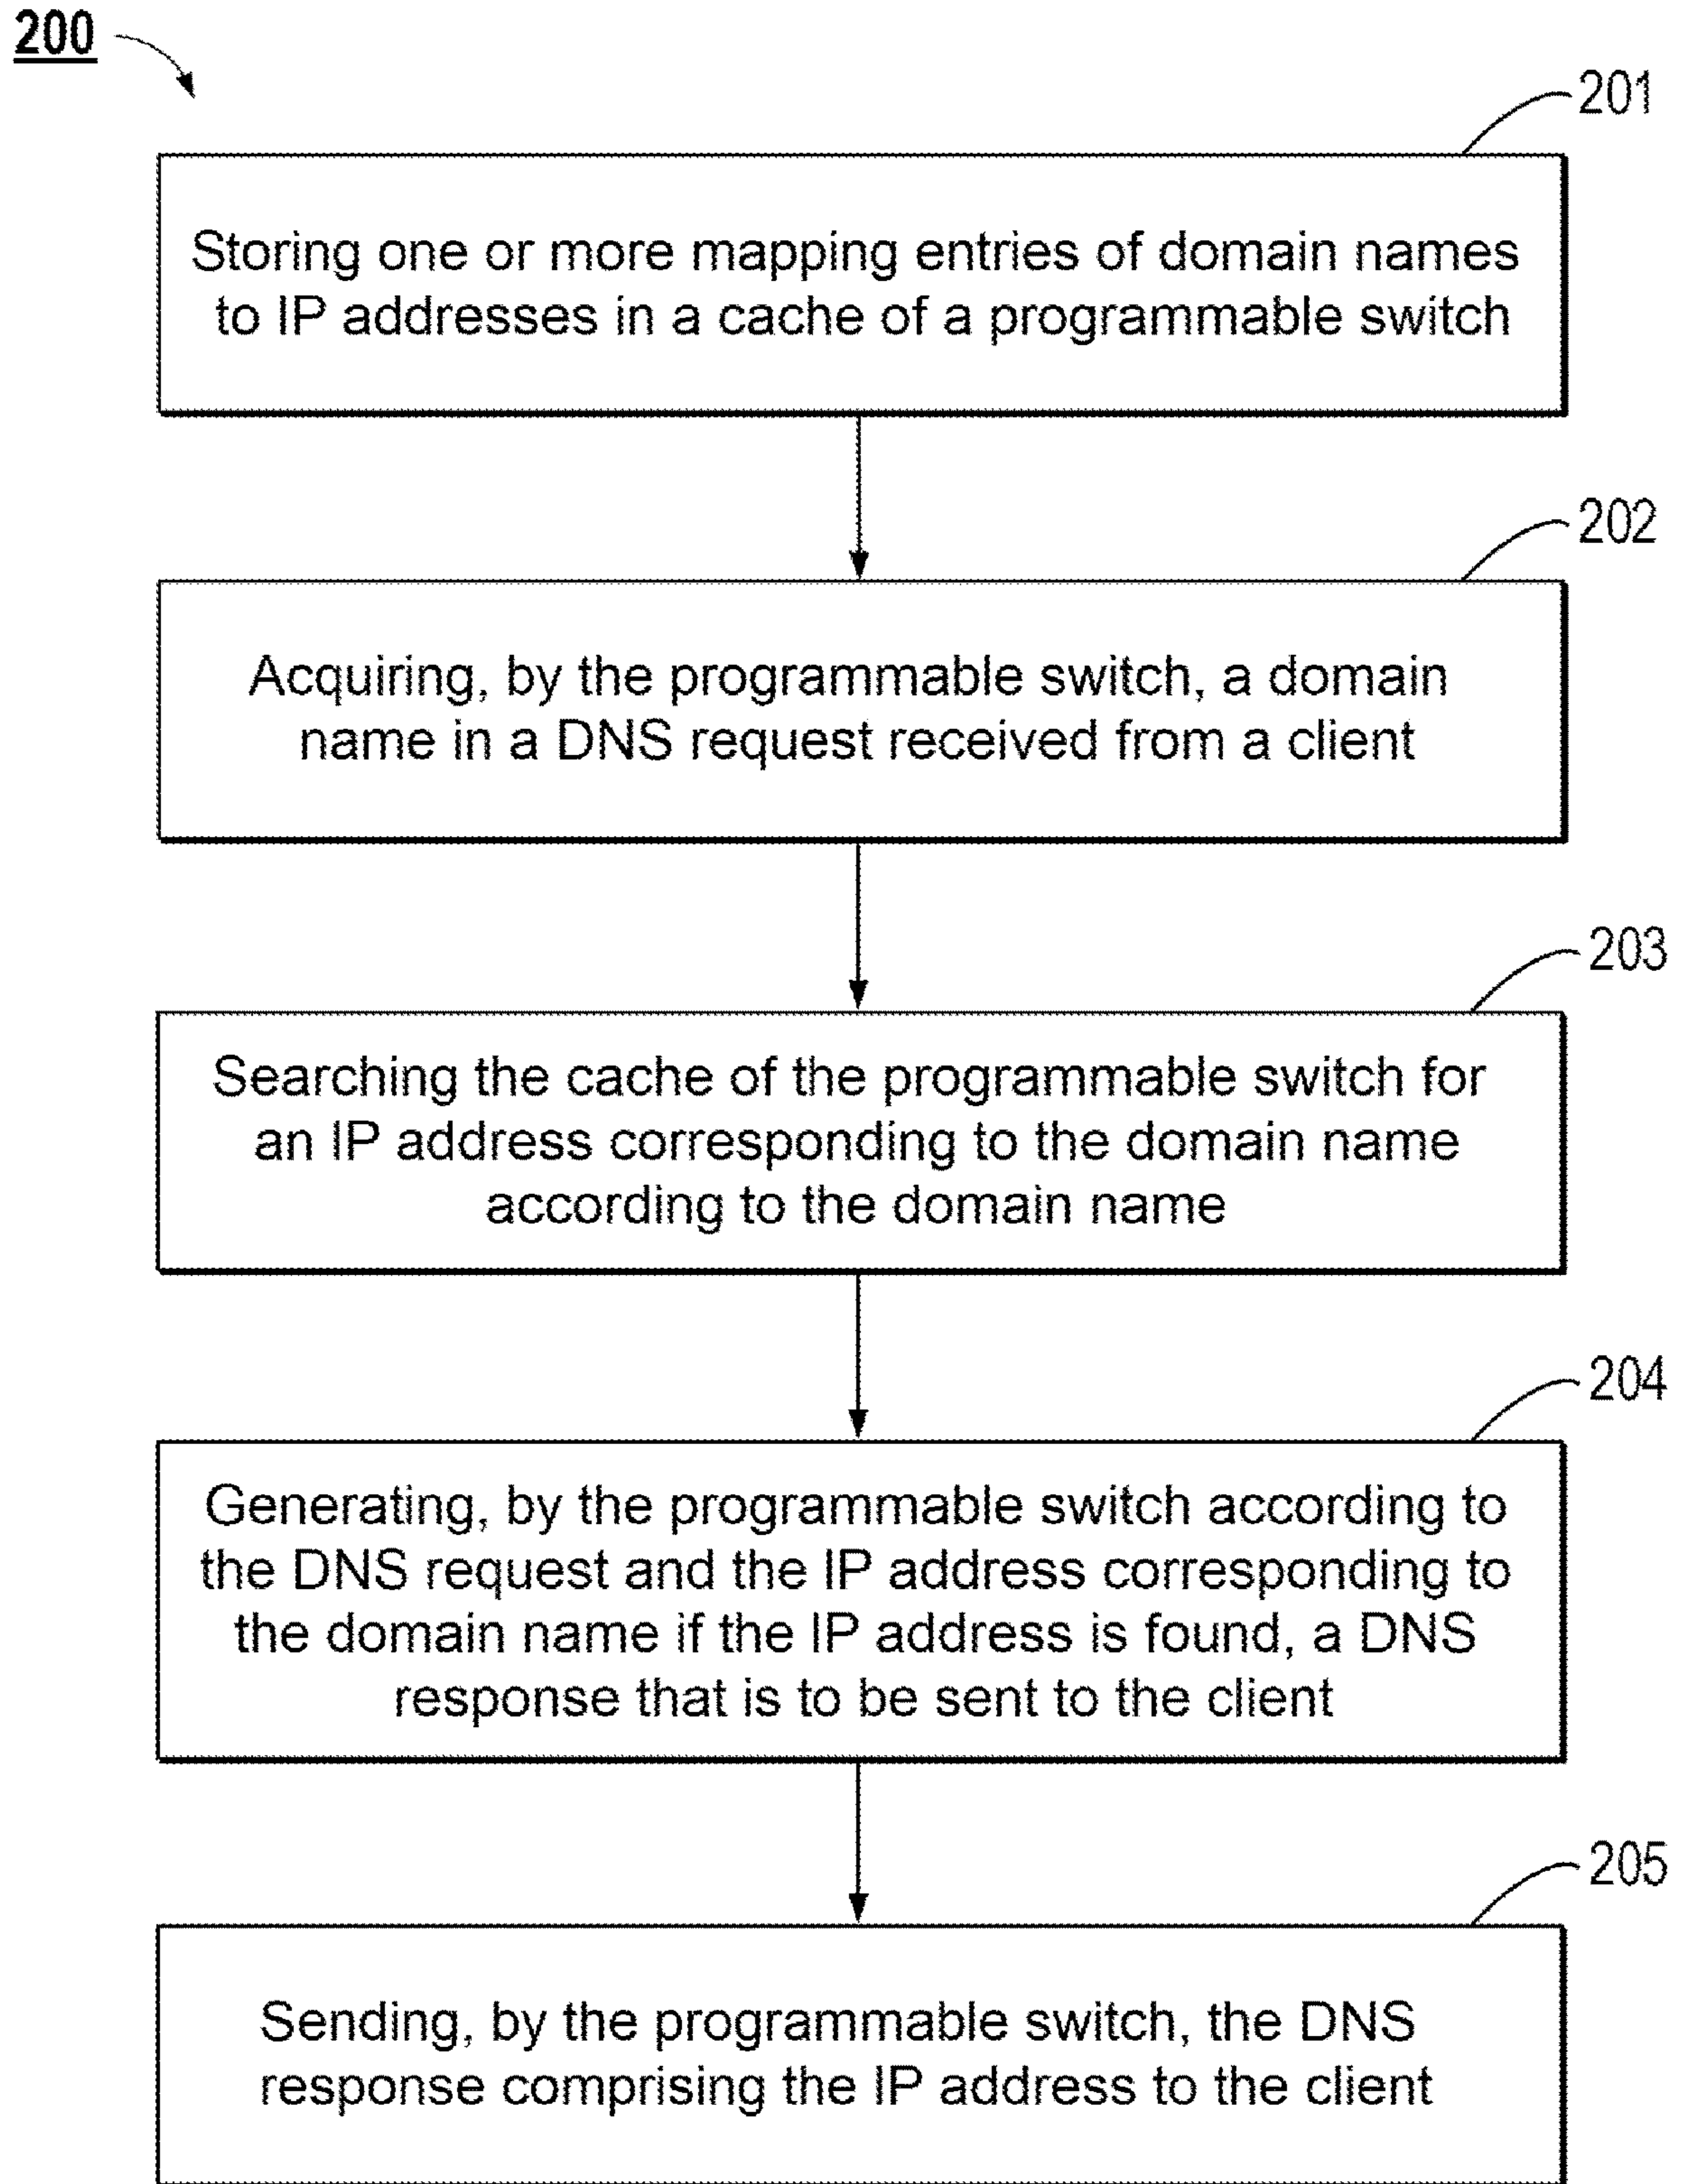 200
201
Storing one or more mapping entries of domain names
to IP addresses in a cache of a programmable switch
202
Acquiring, by the programmable switch, a domain
name in a DNS request received from a client
203
Searching the cache of the programmable switch for
an IP address corresponding to the domain name
according to the domain name
204
Generating, by the programmable switch according to
the DNS request and the IP address corresponding to
the domain name if the IP address is found, a DNS
response that is to be sent to the client
205
Sending, by the programmable switch, the DNS
response comprising the IP address to the client